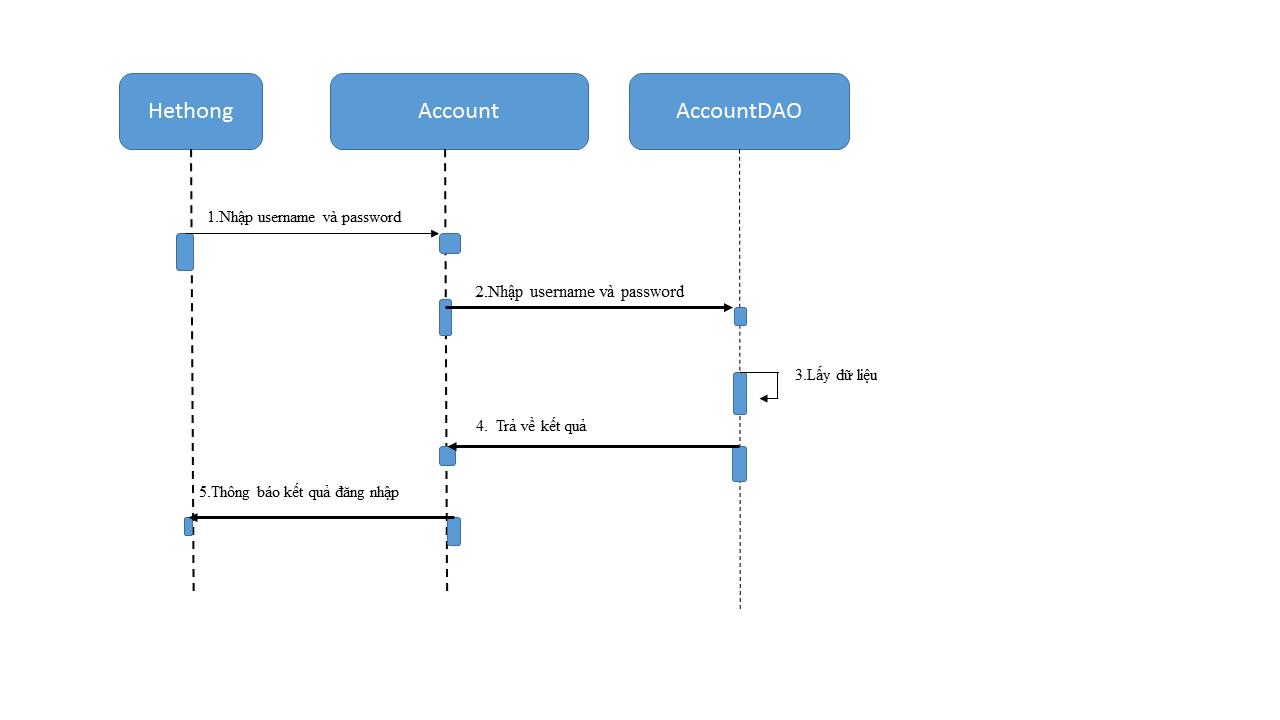 Hethong
Account
AccountDAO
1.Nhập username và password
2.Nhập username và password
3.Lấy dữ liệu
4. Trả về kết quả
5.Thông báo kết quả đăng nhập